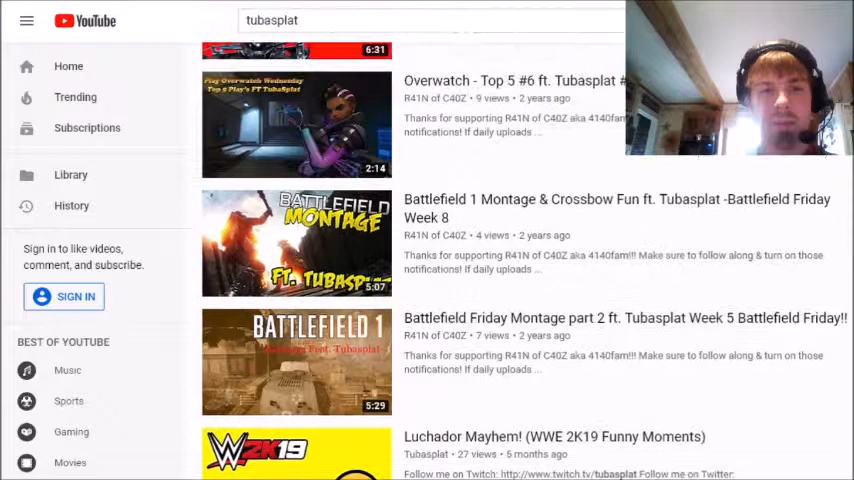 YouTube
tubasplat
Home
Trending
Subscriptions
Library
History
Sign in to like videos,
comment, and subscribe.
SIGN IN
BEST OF YOUTUBE
Music
Sports
Gaming
Movies
6:31
Play Overwatch Wednesday
Top 5 Play's FT TubaSplat
2:14
Overwatch - Top 5 #6 ft. Tubasplat #
R41N of C40Z • 9 views • 2 years ago
Thanks for supporting R41N of C40Z aka 4140fam
notifications! If daily uploads ...
BATTLEFIELD
MONTAGE
FT. TUBASPL
5:07
Battlefield 1 Montage & Crossbow Fun ft. Tubasplat -Battlefield Friday
Week 8
R41N of C40Z • 4 views • 2 years ago
Thanks for supporting R41N of C40Z aka 4140fam!!! Make sure to follow along & turn on those
notifications! If daily uploads ...
BATTLEFIELD 1
Feat. Tubasplat
5:29
Battlefield Friday Montage part 2 ft. Tubasplat Week 5 Battlefield Friday!!
R41N of C40Z • 7 views • 2 years ago
Thanks for supporting R41N of C40Z aka 4140fam!!! Make sure to follow along & turn on those
notifications! If daily uploads ...
W 2K19
Luchador Mayhem! (WWE 2K19 Funny Moments)
Tubasplat • 27 views • 5 months ago
Follow me on Twitch: http://www.twitch.tv/tubasplat Follow me on Twitter: